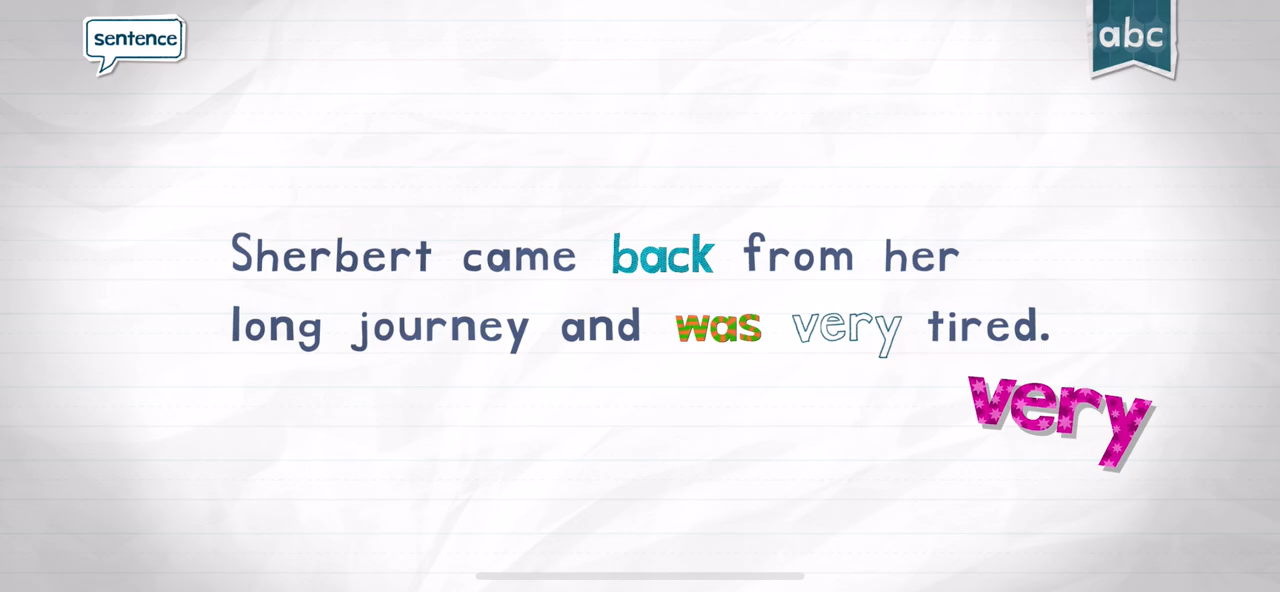 sentence
abc
Sherbert came back from her
long journey and was very tired.
very